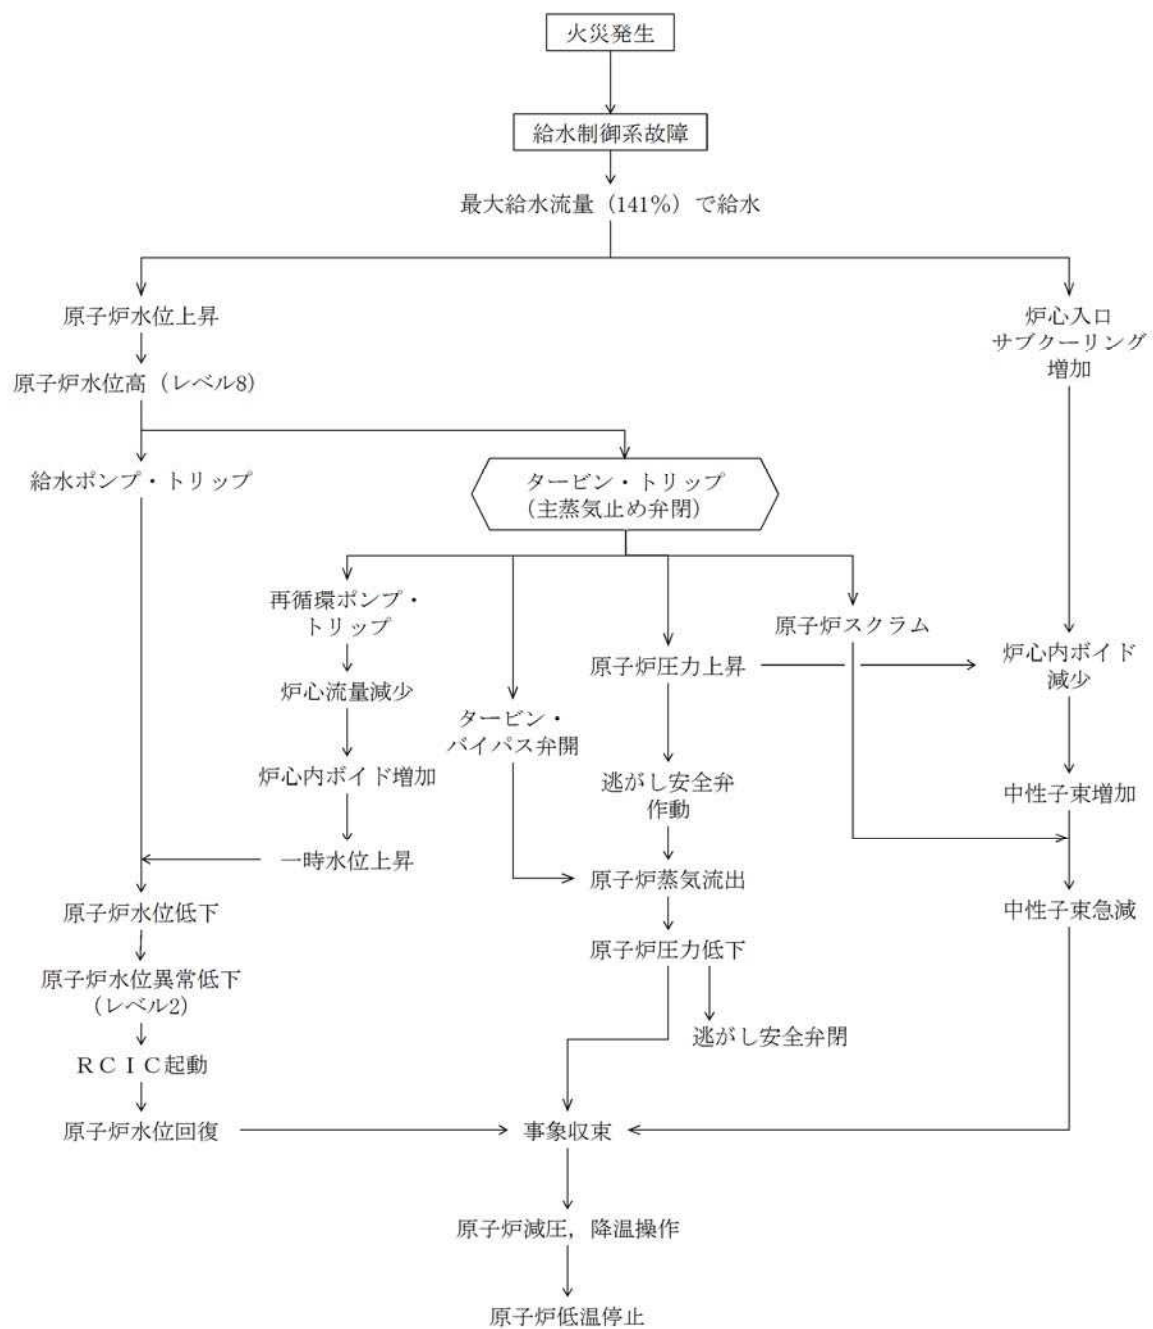 火災発生
給水制御系故障
最大給水流量（141%）で給水
原子炉水位上昇
炉心入口
サブクーリング
増加
原子炉水位高（レベル8）
給水ポンプ・トリップ
タービン・トリップ
（主蒸気止め弁閉）
再循環ポンプ・
トリップ
原子炉スクラム
原子炉圧力上昇
炉心内ボイド
減少
炉心流量減少
タービン・
バイパス弁開
炉心内ボイド増加
逃がし安全弁
作動
中性子束増加
一時水位上昇
原子炉蒸気流出
原子炉水位低下
中性子束急減
原子炉圧力低下
原子炉水位異常低下
（レベル2）
逃がし安全弁閉
ＲＣＩＣ起動
原子炉水位回復
事象収束
原子炉減圧，降温操作
原子炉低温停止